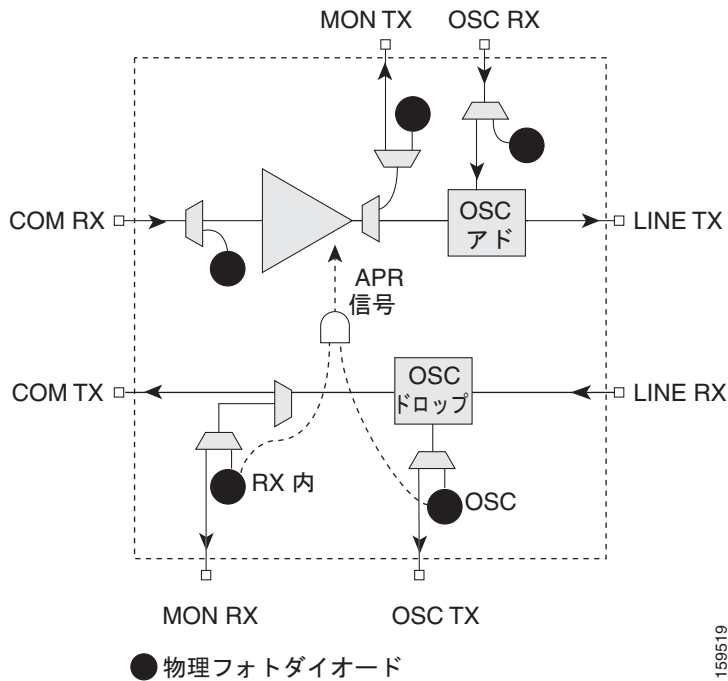 MON TX
OSC RX
COM RX
OSC
アド
LINE TX
APR
信号
COM TX
OSC
ドロップ
LINE RX
RX 内
OSC
MON RX
OSC TX
物理フォトダイオード
159519